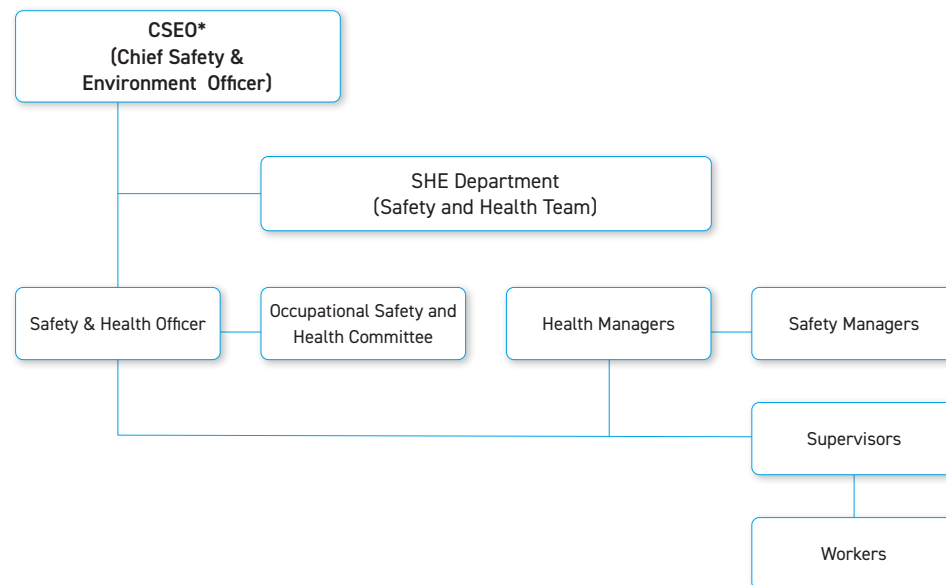 CSEO*
(Chief Safety &
Environment Officer)
SHE Department
(Safety and Health Team)
Safety & Health Officer
Occupational Safety and
Health Committee
Health Managers
Safety Managers
Supervisors
Workers